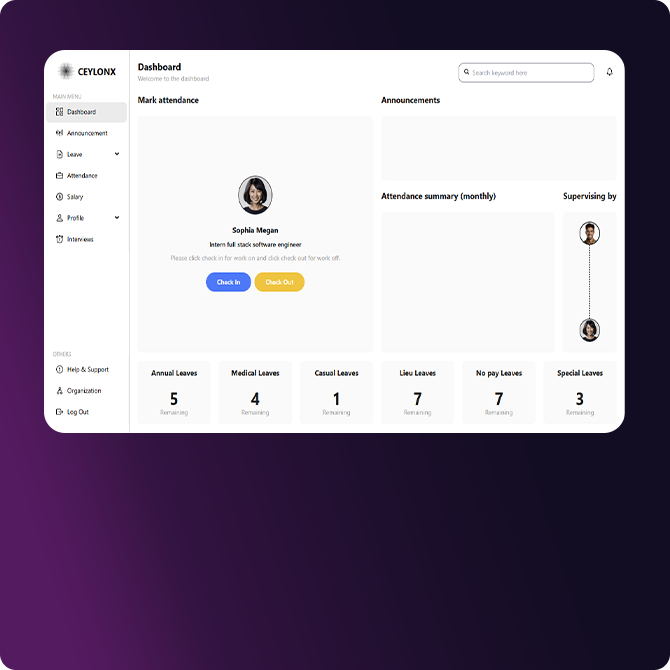 CEYLONX
MAIN MENU
Dashboard
Announcement
Leave
Attendance
Salary
Profile
Interviews
OTHERS
Help & Support
Organization
Log Out
Dashboard
Welcome to the dashboard
Search keyword here
Mark attendance
Sophia Megan
Intern full stack software engineer
Please click check in for work on and click check out for work off.
Check In
Check Out
Announcements
Attendance summary (monthly)
Supervising by
Annual Leaves
5
Remaining
Medical Leaves
4
Remaining
Casual Leaves
1
Remaining
Lieu Leaves
7
Remaining
No pay Leaves
7
Remaining
Special Leaves
3
Remaining